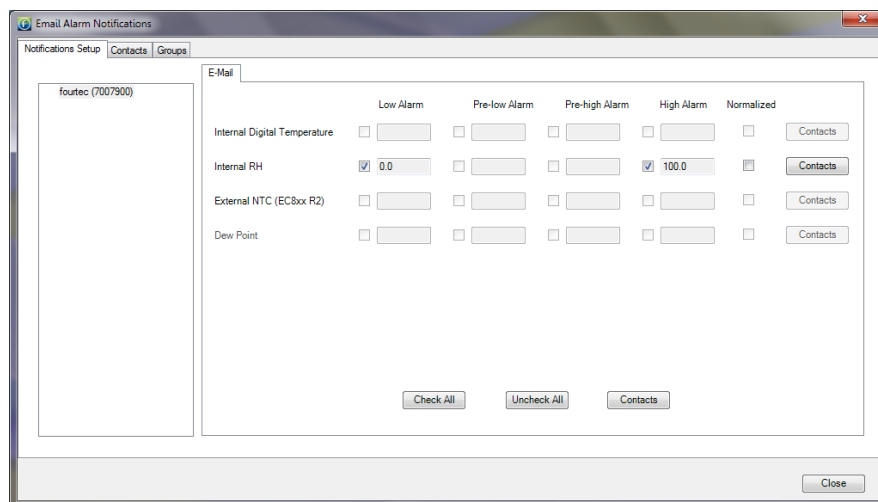 Email Alarm Notifications
Notifications Setup Contacts Groups
fourtec (7007900)
E-Mail
Low Alarm Pre-low Alarm Pre-high Alarm High Alarm Normalized
Internal Digital Temperature Contacts
Internal RH 0.0 100.0 Contacts
External NTC (EC8xx R2) Contacts
Dew Point Contacts
Check All Uncheck All Contacts
Close